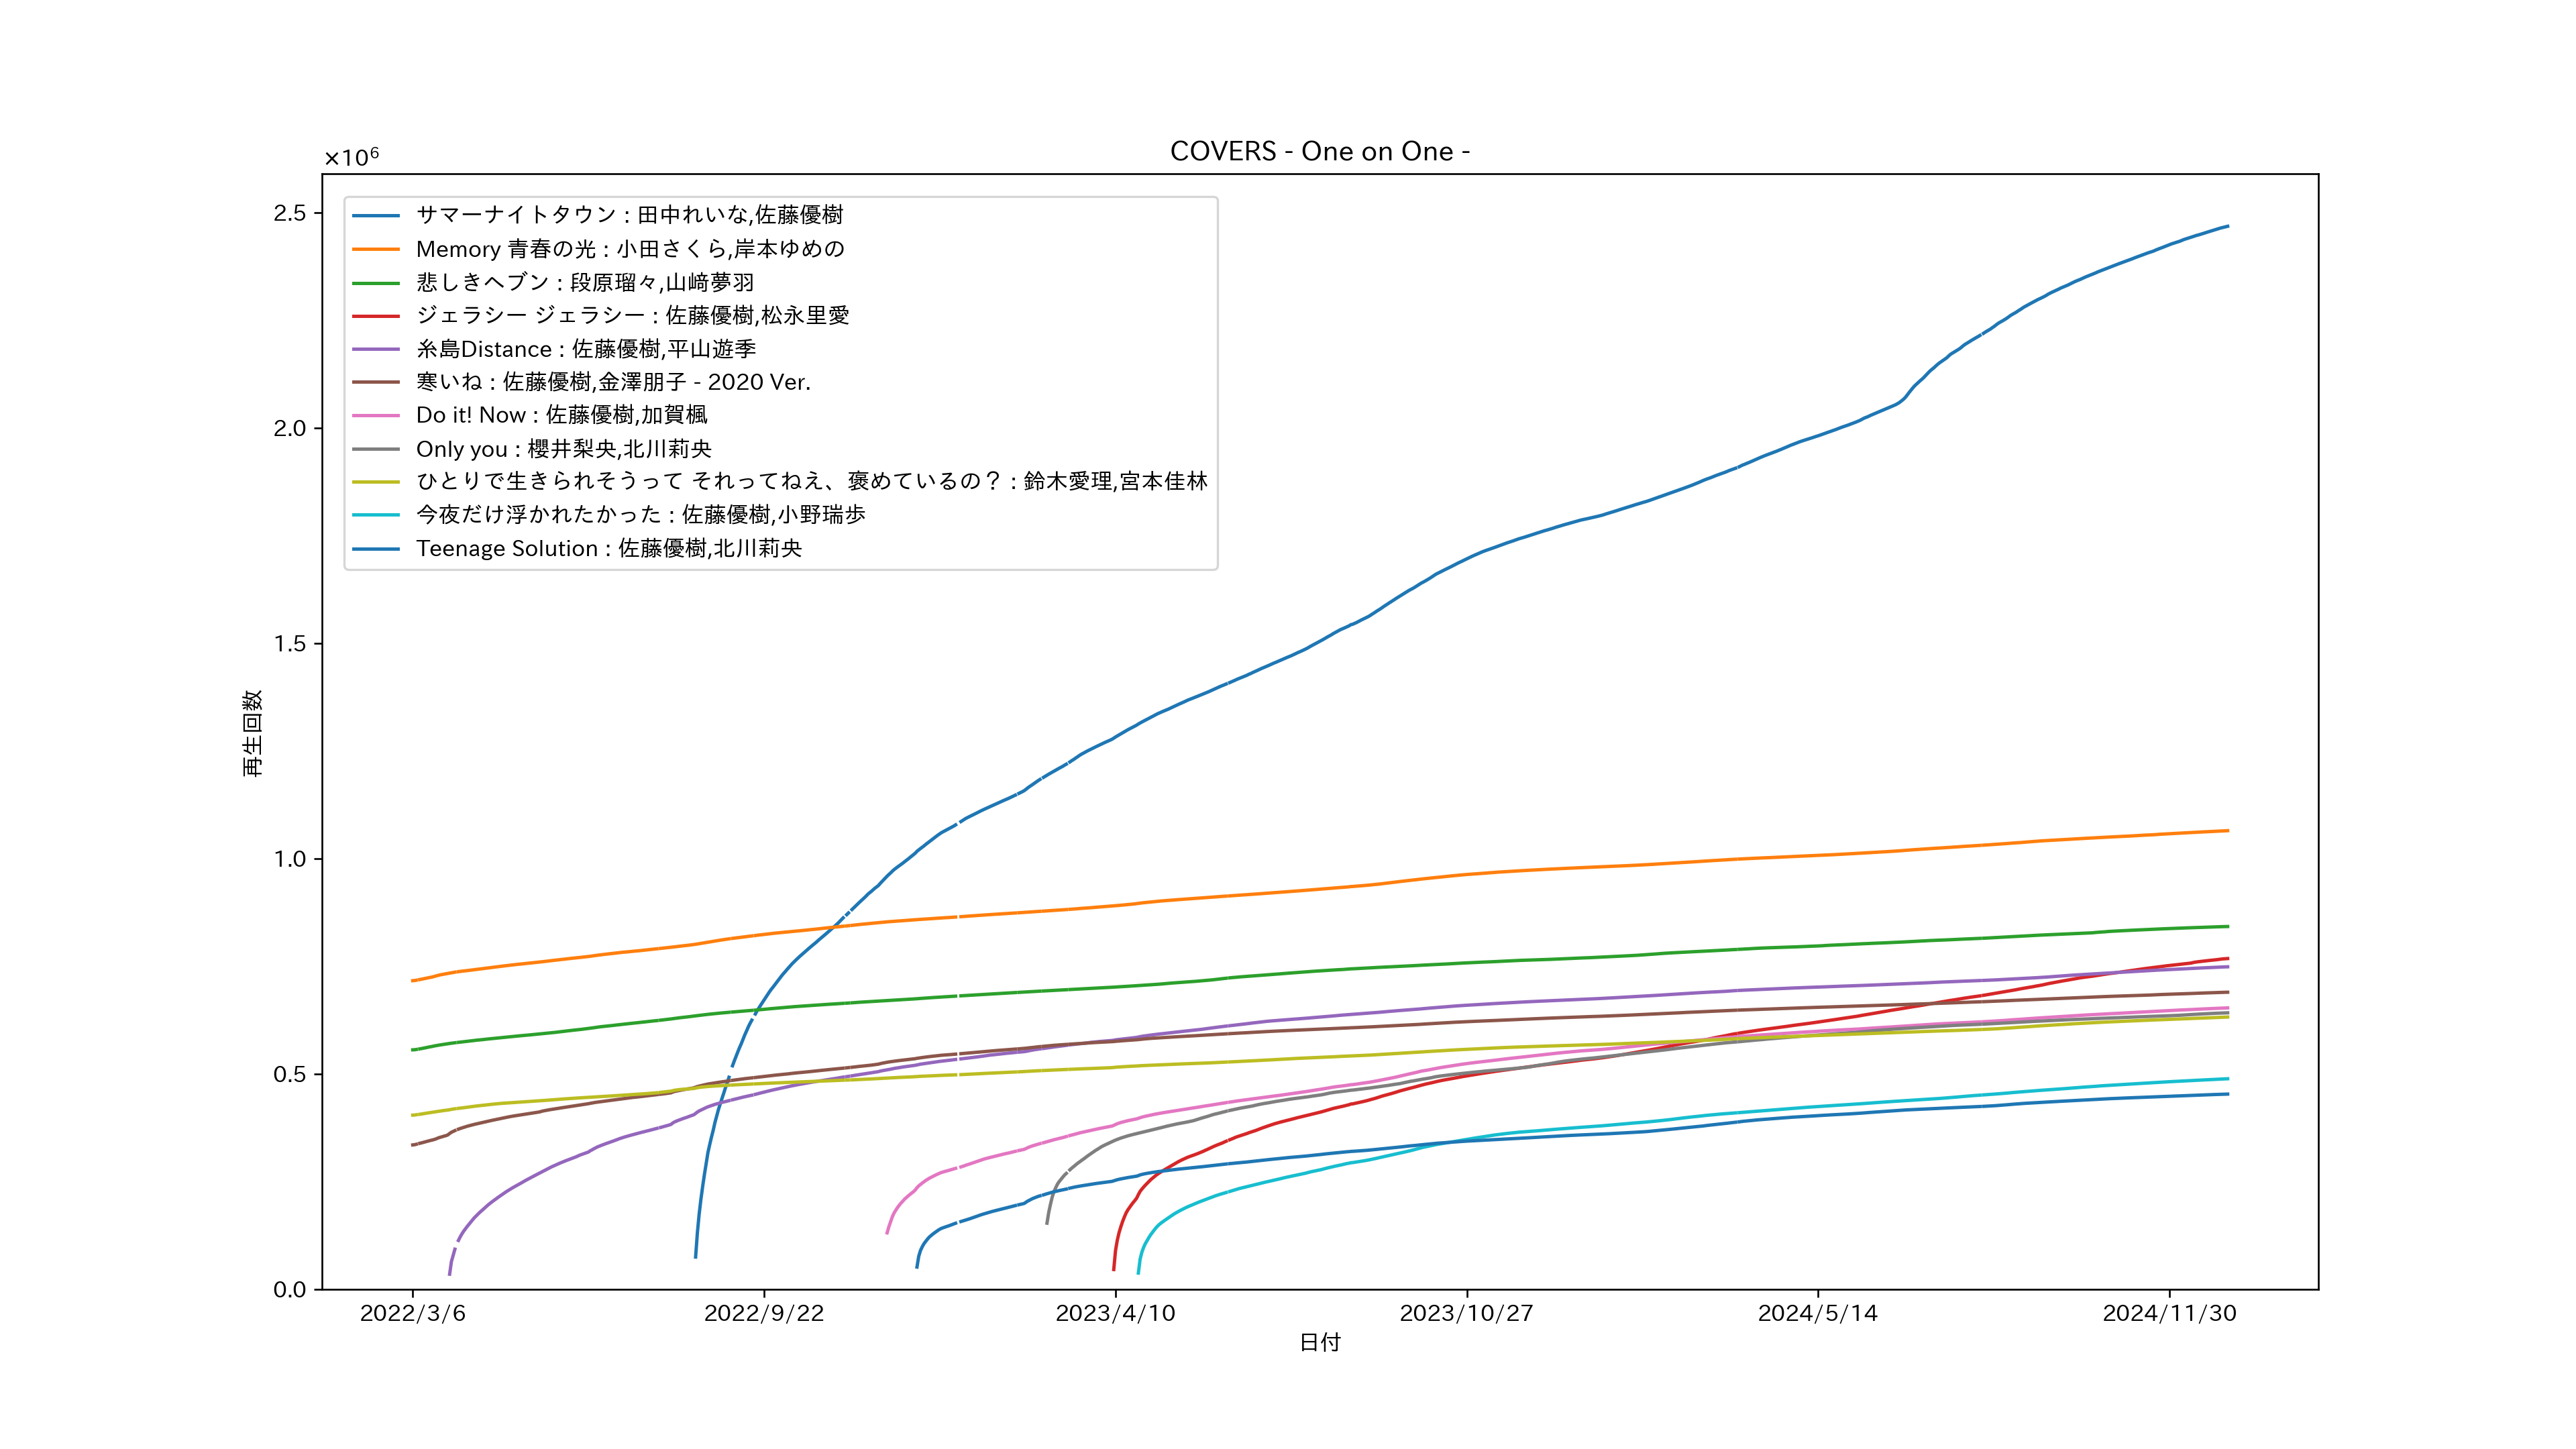 COVERS - One on One -
×10⁶
2.5
2.0
1.5
1.0
0.5
0.0
再生回数
サマーナイトタウン : 田中れいな,佐藤優樹
Memory 青春の光 : 小田さくら,岸本ゆめの
悲しきヘブン : 段原瑠々,山﨑夢羽
ジェラシー ジェラシー : 佐藤優樹,松永里愛
糸島Distance : 佐藤優樹,平山遊季
寒いね : 佐藤優樹,金澤朋子 - 2020 Ver.
Do it! Now : 佐藤優樹,加賀楓
Only you : 櫻井梨央,北川莉央
ひとりで生きられそうって それってねえ、褒めているの？ : 鈴木愛理,宮本佳林
今夜だけ浮かれたかった : 佐藤優樹,小野瑞歩
Teenage Solution : 佐藤優樹,北川莉央
2022/3/6
2022/9/22
2023/4/10
2023/10/27
2024/5/14
2024/11/30
日付